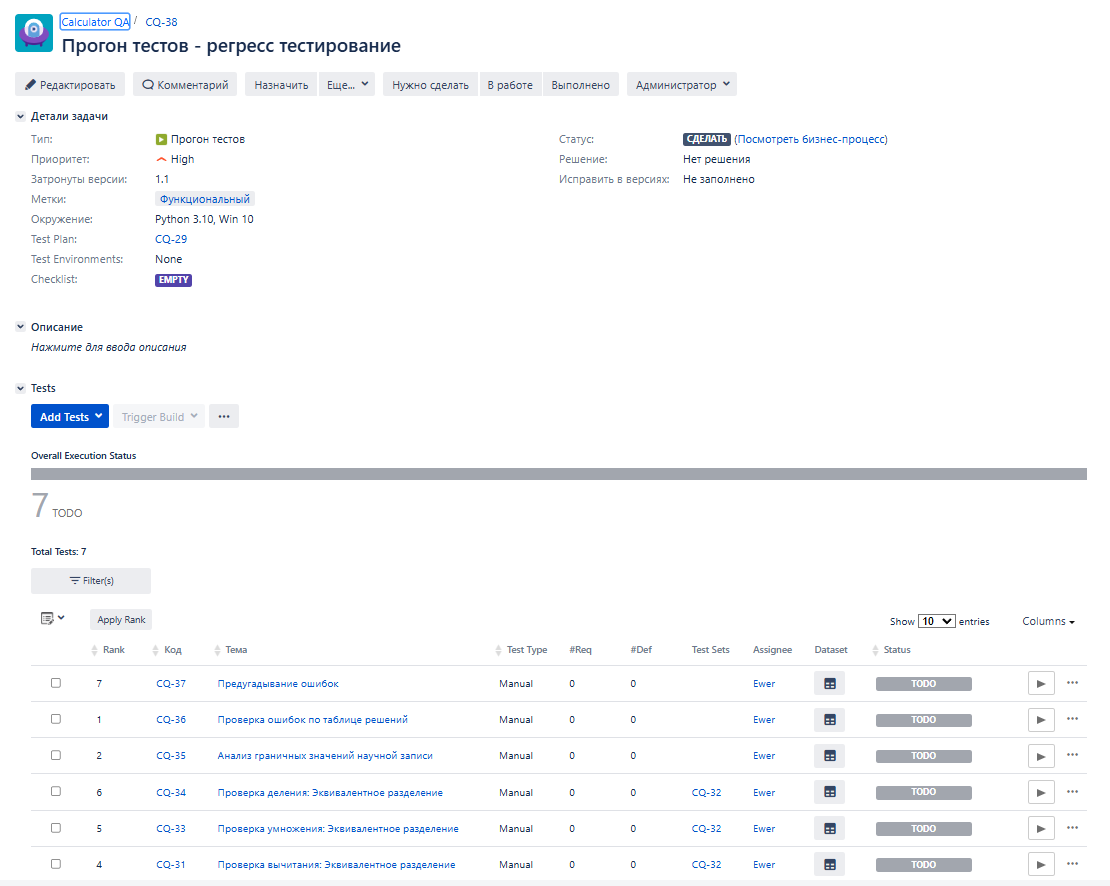 Calculator QA / CQ-38
Прогон тестов - регресс тестирование
Редактировать Комментарий Назначить Еще... Нужно сделать В работе Выполнено Администратор
Детали задачи
Тип: Прогон тестов
Приоритет: High
Затронуты версии: 1.1
Метки: Функциональный
Окружение: Python 3.10, Win 10
Test Plan: CQ-29
Test Environments: None
Checklist: EMPTY
Статус: СДЕЛАТЬ (Посмотреть бизнес-процесс)
Решение: Нет решения
Исправить в версиях: Не заполнено
Описание
Нажмите для ввода описания
Tests
Add Tests Trigger Build ...
Overall Execution Status
7 TODO
Total Tests: 7
Filter(s)
Apply Rank Show 10 entries Columns
Rank Код Тема Test Type #Req #Def Test Sets Assignee Dataset Status
7 CQ-37 Предугадывание ошибок Manual 0 0 Ewer TODO ...
1 CQ-36 Проверка ошибок по таблице решений Manual 0 0 Ewer TODO ...
2 CQ-35 Анализ граничных значений научной записи Manual 0 0 Ewer TODO ...
6 CQ-34 Проверка деления: Эквивалентное разделение Manual 0 0 CQ-32 Ewer TODO ...
5 CQ-33 Проверка умножения: Эквивалентное разделение Manual 0 0 CQ-32 Ewer TODO ...
4 CQ-31 Проверка вычитания: Эквивалентное разделение Manual 0 0 CQ-32 Ewer TODO ...